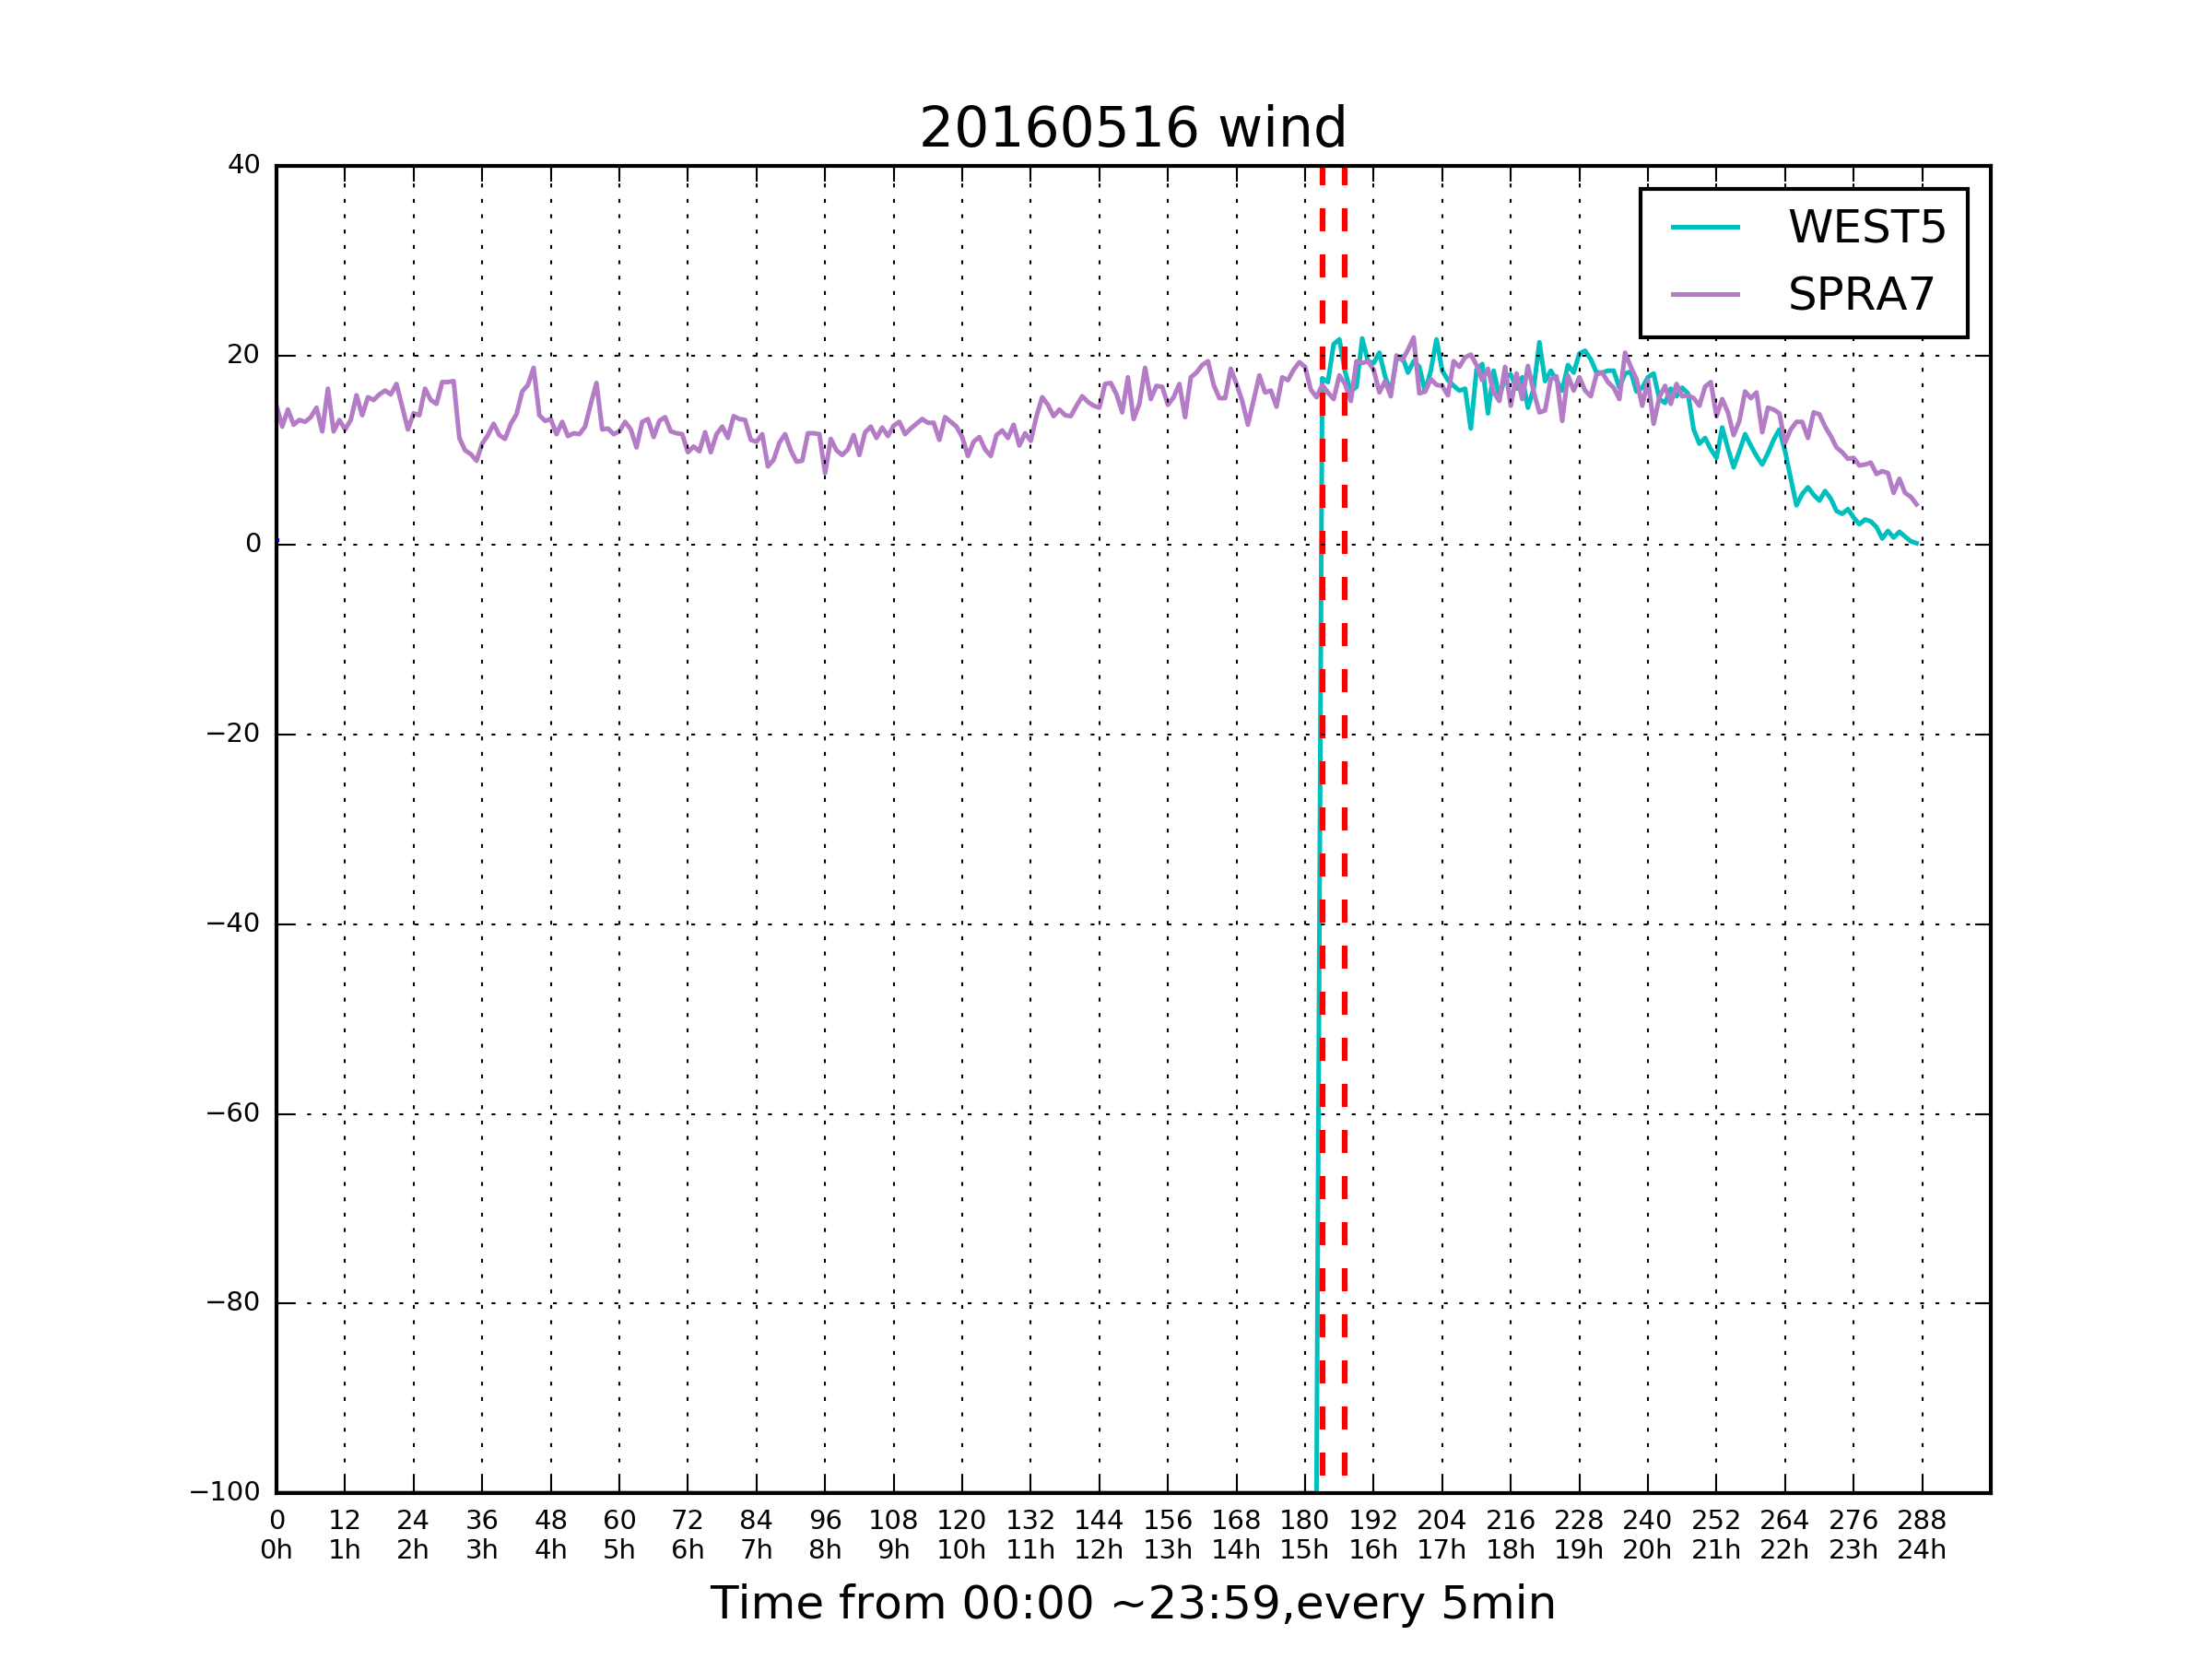 20160516 wind
40
20
0
−20
−40
−60
−80
−100
WEST5
SPRA7
0 12 24 36 48 60 72 84 96 108 120 132 144 156 168 180 192 204 216 228 240 252 264 276 288
0h 1h 2h 3h 4h 5h 6h 7h 8h 9h 10h 11h 12h 13h 14h 15h 16h 17h 18h 19h 20h 21h 22h 23h 24h
Time from 00:00 ~23:59,every 5min